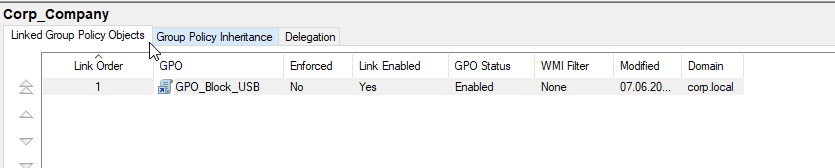 Corp_Company
Linked Group Policy Objects Group Policy Inheritance Delegation
Link Order GPO Enforced Link Enabled GPO Status WMI Filter Modified Domain
1 GPO_Block_USB No Yes Enabled None 07.06.20... corp.local